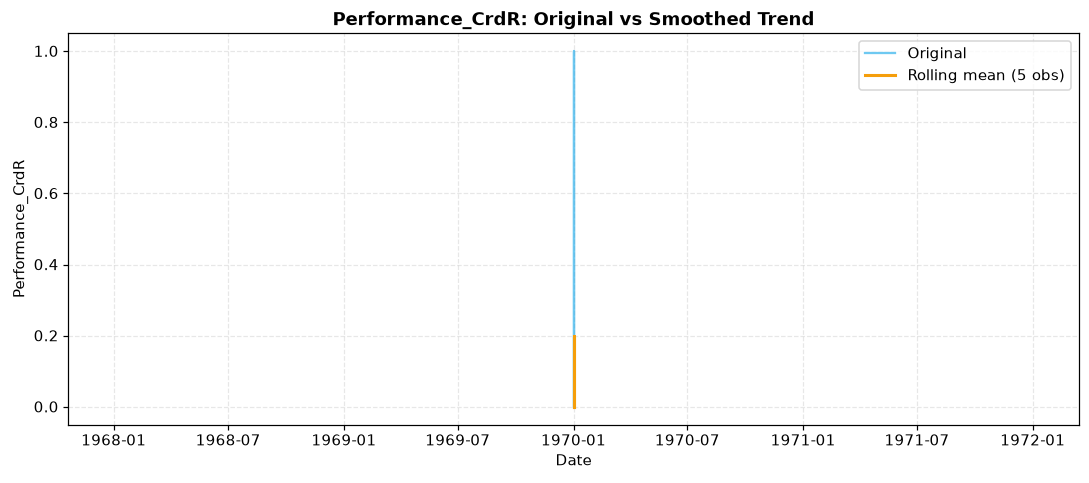 Performance_CrdR: Original vs Smoothed Trend
Original
Rolling mean (5 obs)
Performance_CrdR
1.0
0.8
0.6
0.4
0.2
0.0
1968-01 1968-07 1969-01 1969-07 1970-01 1970-07 1971-01 1971-07 1972-01
Date